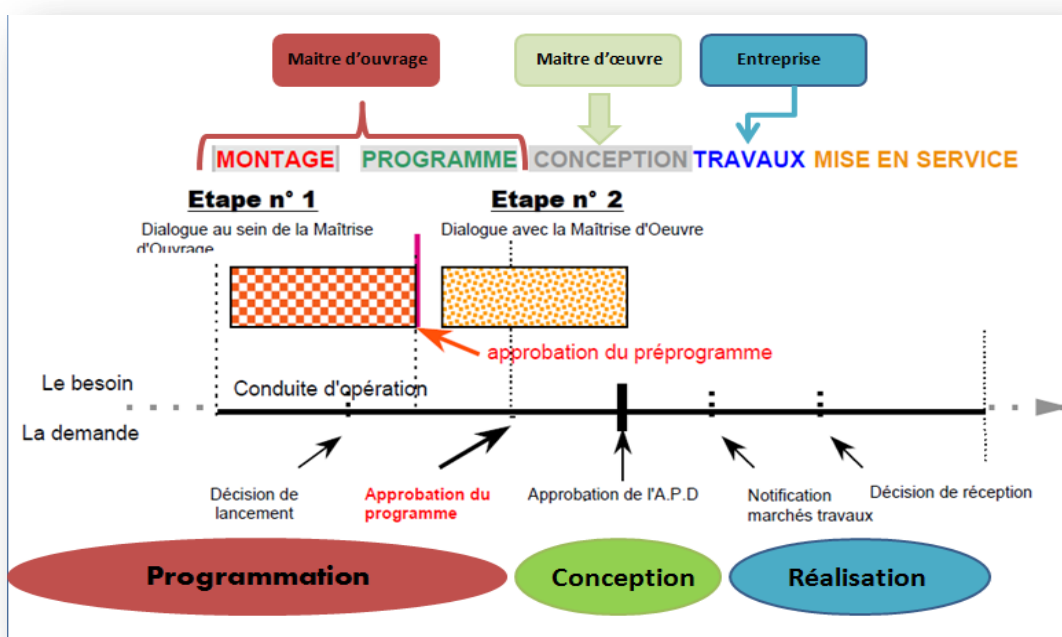 Maitre d'ouvrage
Maitre d'œuvre
Entreprise
MONTAGE PROGRAMME CONCEPTION TRAVAUX MISE EN SERVICE
Etape n° 1
Etape n° 2
Dialogue au sein de la Maîtrise
d'Ouvrage
Dialogue avec la Maîtrise d'Oeuvre
approbation du préprogramme
Le besoin
Conduite d'opération
La demande
Décision de
lancement
Approbation du
programme
Approbation de l'A.P.D
Notification
marchés travaux
Décision de réception
Programmation
Conception
Réalisation